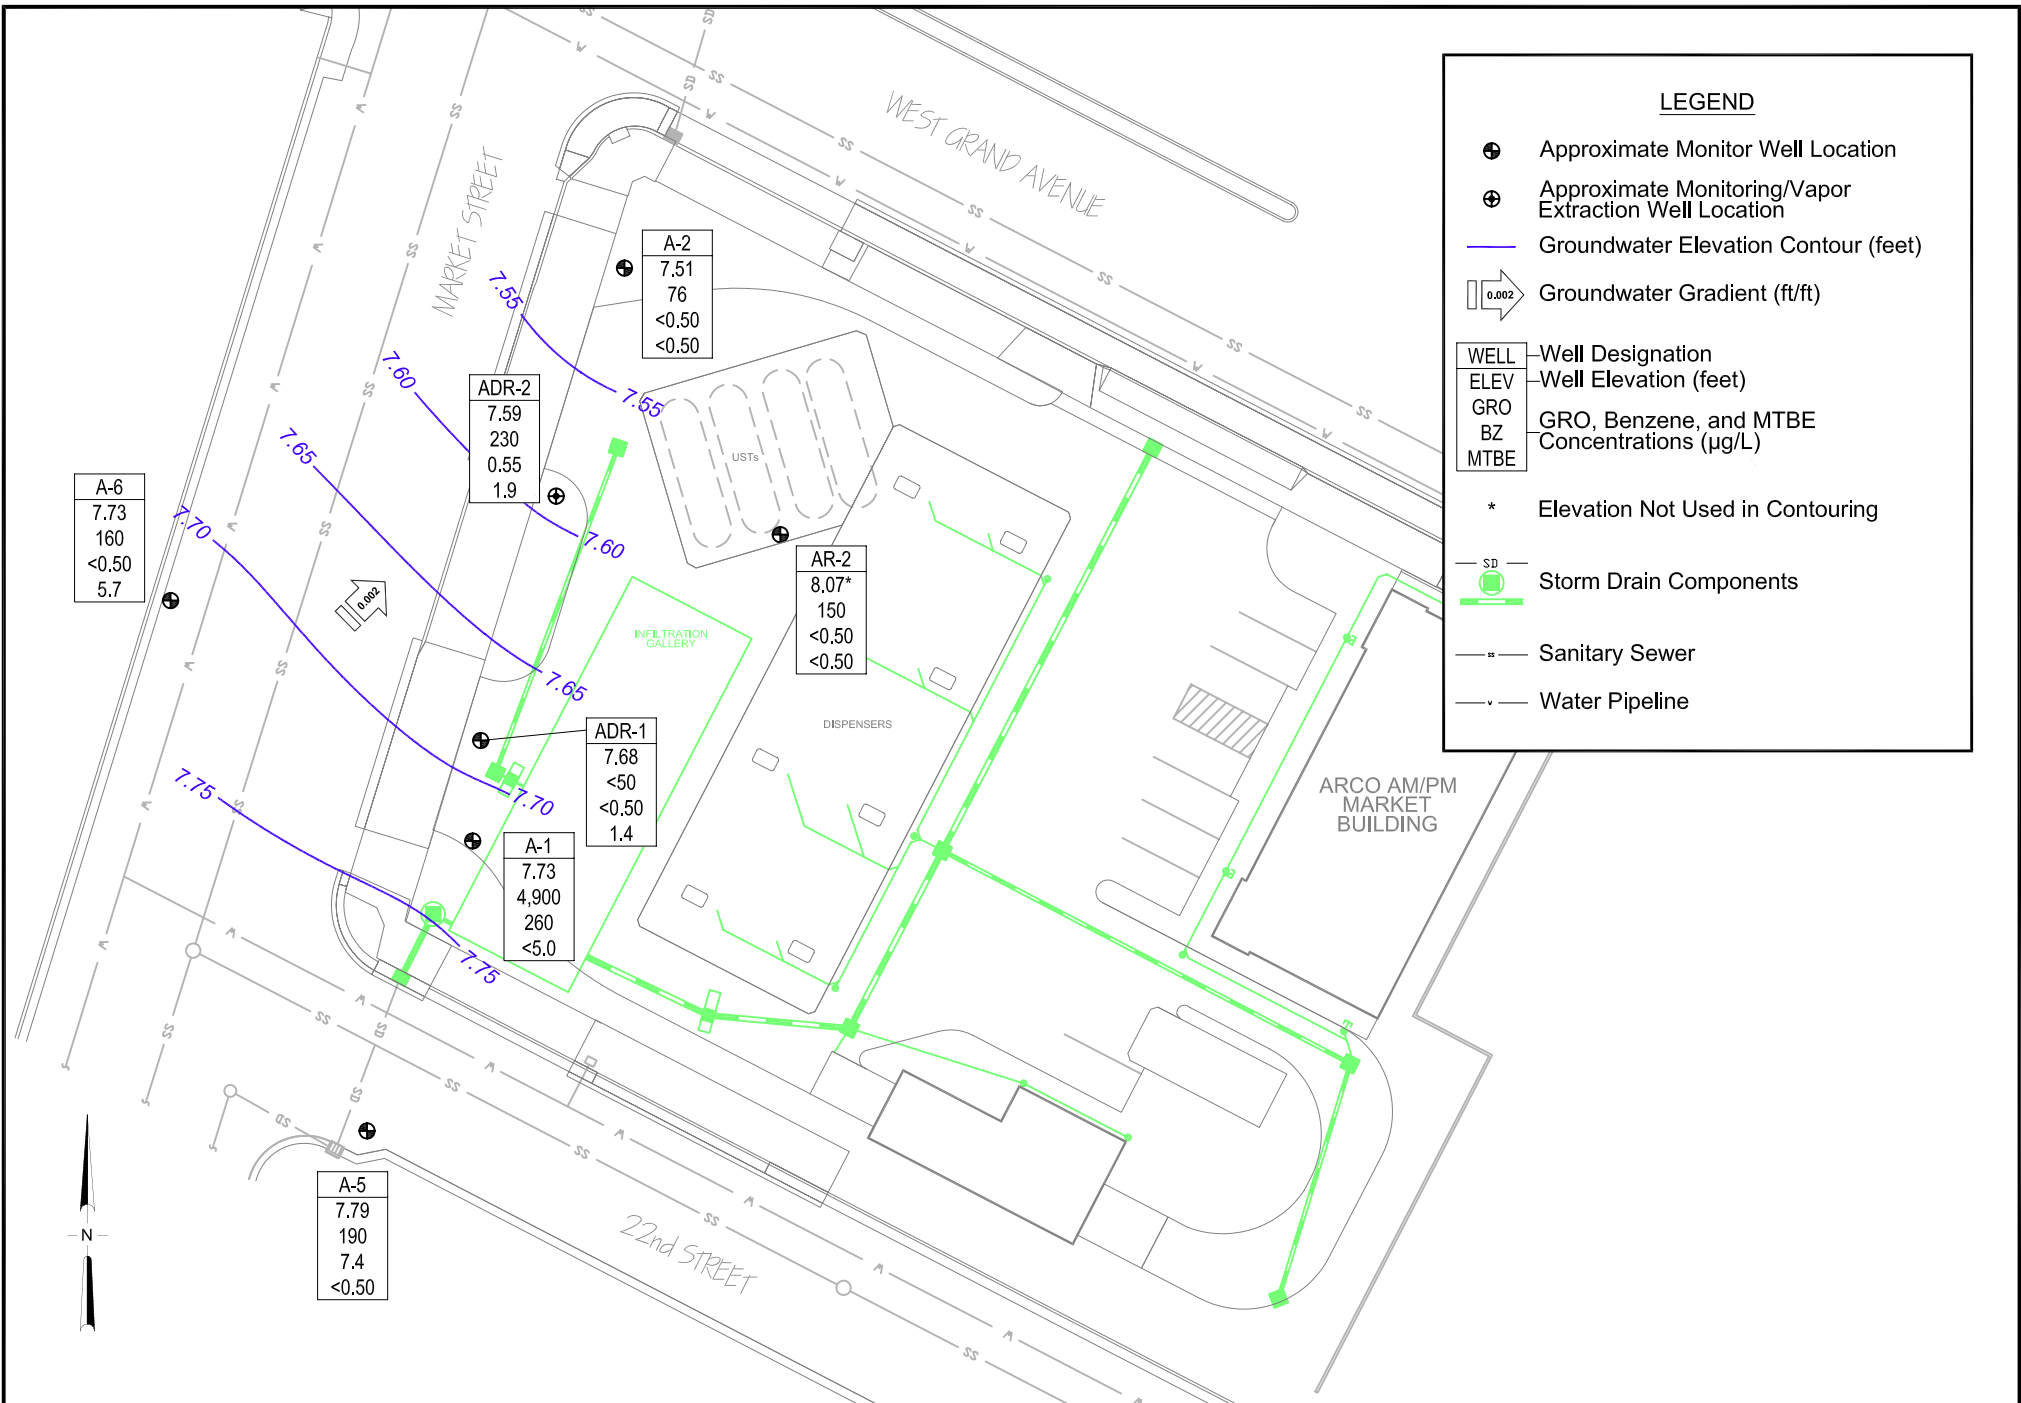 LEGEND
Approximate Monitor Well Location
Approximate Monitoring/Vapor
Extraction Well Location
Groundwater Elevation Contour (feet)
0.002
Groundwater Gradient (ft/ft)
WELL
Well Designation
ELEV
Well Elevation (feet)
GRO
BZ
MTBE
GRO, Benzene, and MTBE
Concentrations (µg/L)
*
Elevation Not Used in Contouring
SD
Storm Drain Components
SS
Sanitary Sewer
W
Water Pipeline
WEST GRAND AVENUE
MARKET STREET
22nd STREET
A-2
7.51
76
<0.50
<0.50
ADR-2
7.59
230
0.55
1.9
A-6
7.73
160
<0.50
5.7
AR-2
8.07*
150
<0.50
<0.50
ADR-1
7.68
<50
<0.50
1.4
A-1
7.73
4,900
260
<5.0
A-5
7.79
190
7.4
<0.50
7.55
7.55
7.60
7.60
7.65
7.65
7.70
7.70
7.75
7.75
0.002
USTs
INFILTRATION
GALLERY
DISPENSERS
ARCO AM/PM
MARKET
BUILDING
N